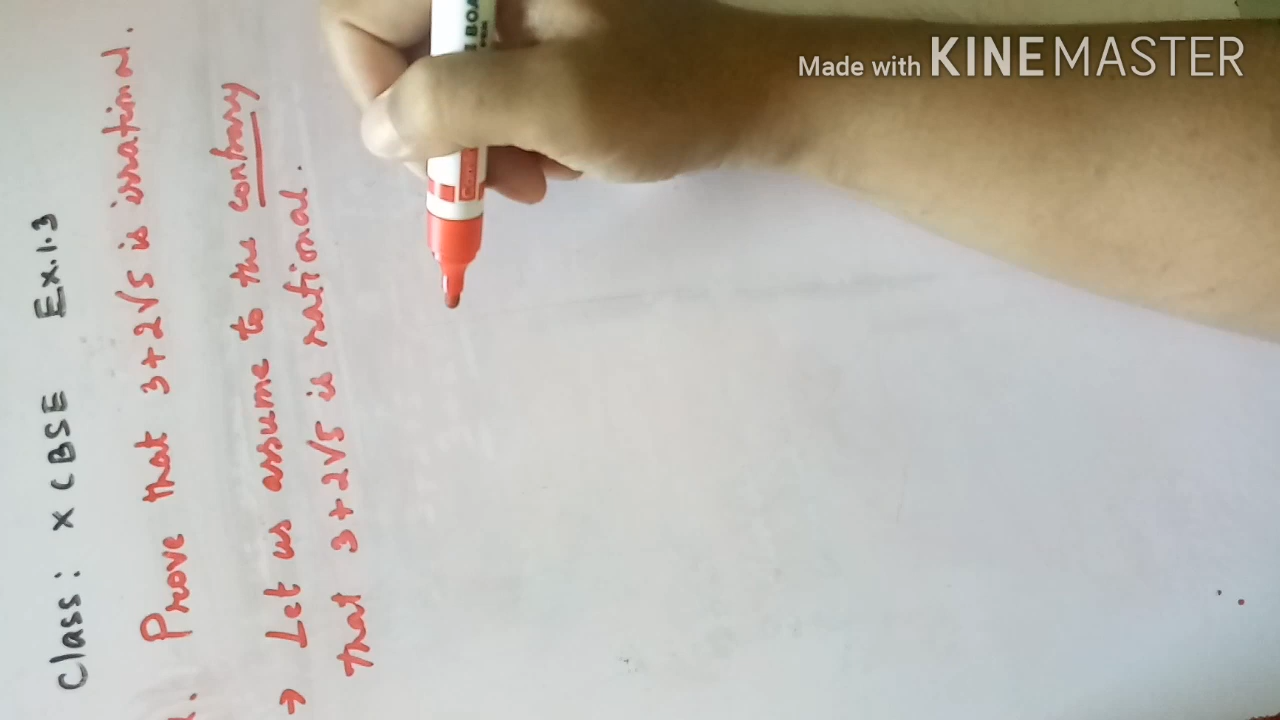 Class: X CBSE Ex.1.3
Prove that 3+2√5 is irrational.
→ Let us assume to the contrary
that 3+2√5 is rational.
Made with KINEMASTER